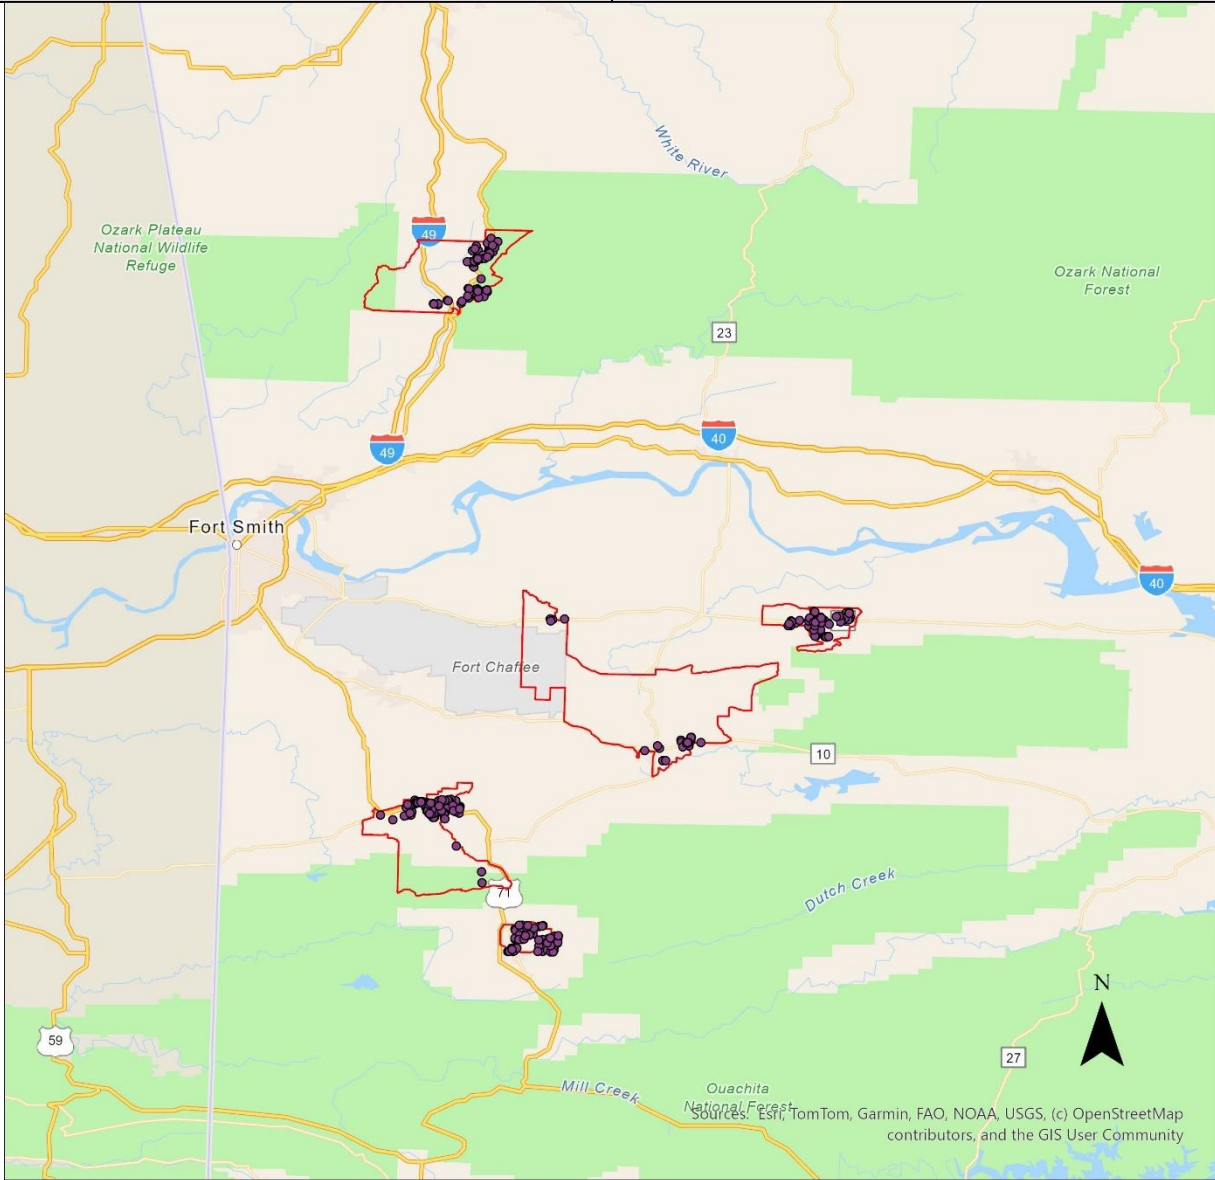 White River
Ozark Plateau
National Wildlife
Refuge
49
Ozark National
Forest
23
49
40
Fort Smith
40
Fort Chaffee
10
Dutch Creek
71
N
59
27
Mill Creek
Ouachita
National Forest
Sources: Esri, TomTom, Garmin, FAO, NOAA, USGS, (c) OpenStreetMap
contributors, and the GIS User Community